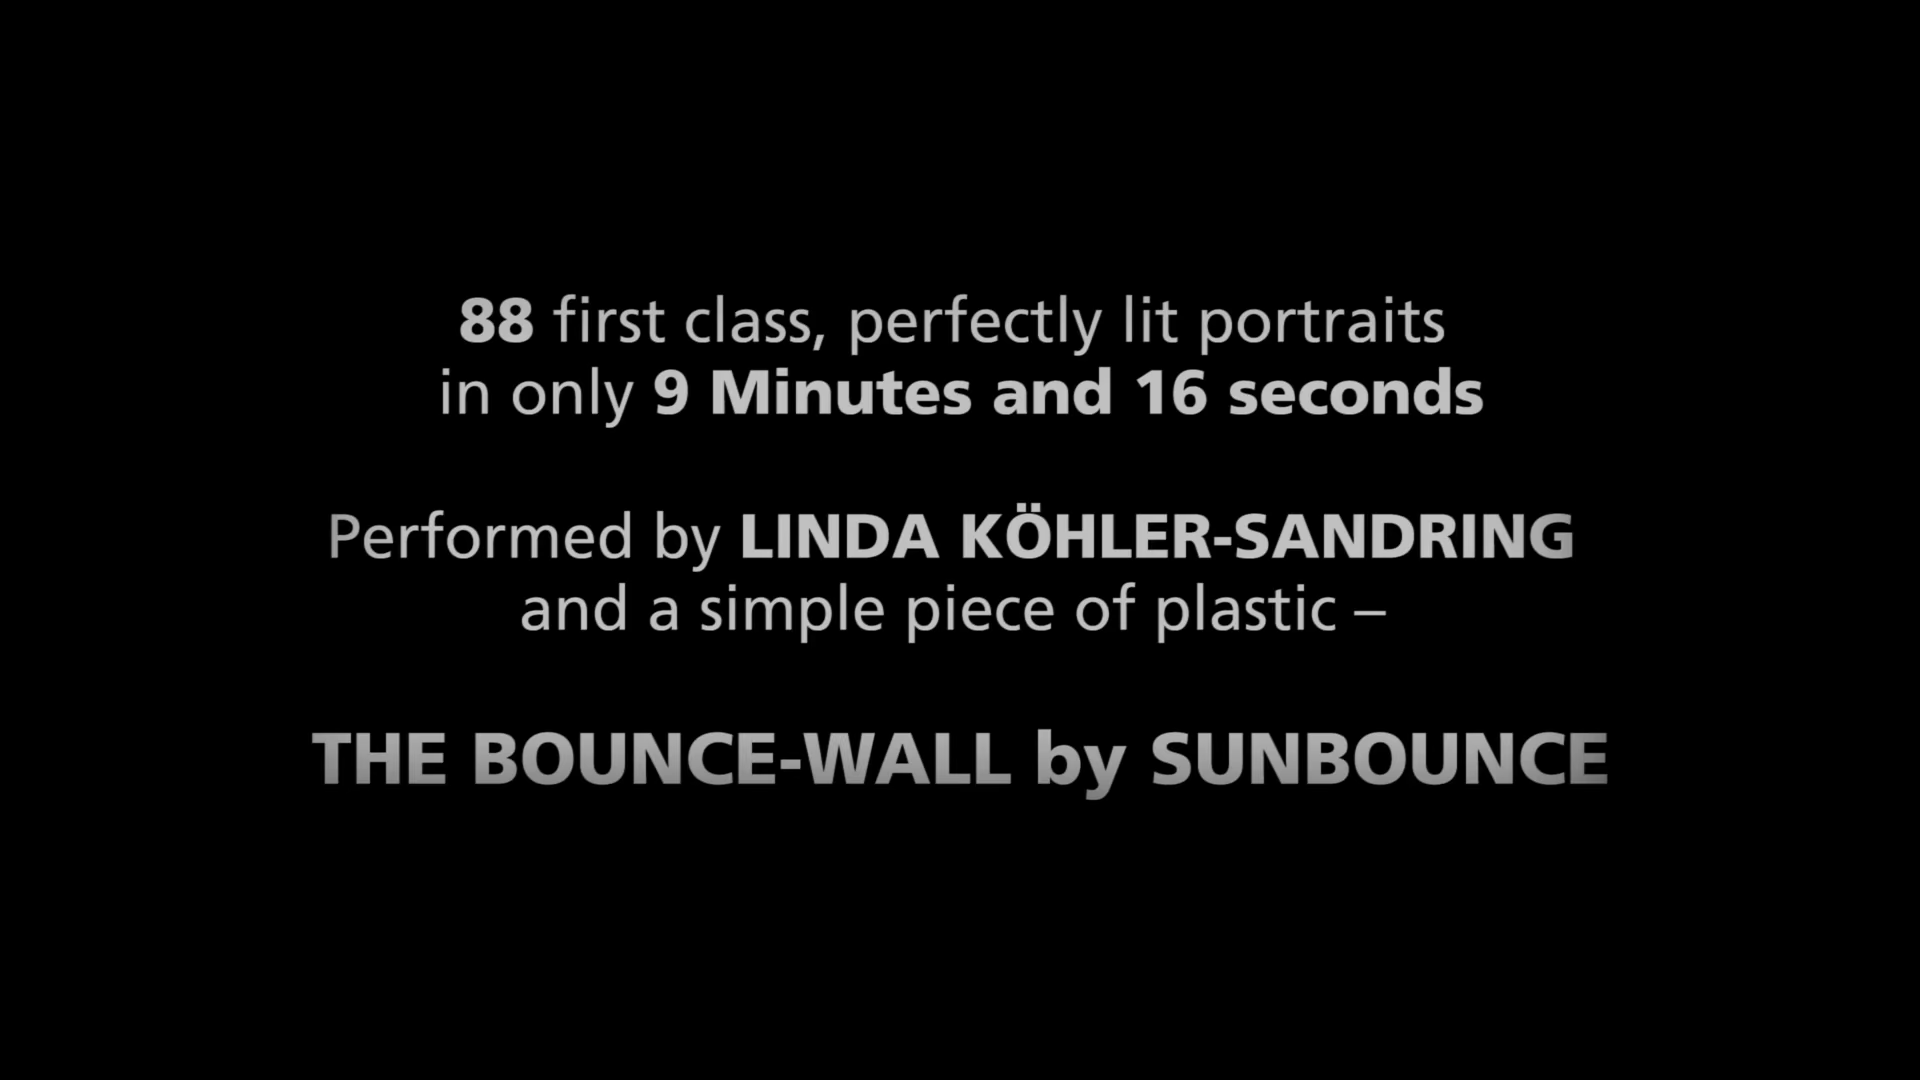 88 first class, perfectly lit portraits
in only 9 Minutes and 16 seconds
Performed by LINDA KÖHLER-SANDRING
and a simple piece of plastic –
THE BOUNCE-WALL by SUNBOUNCE